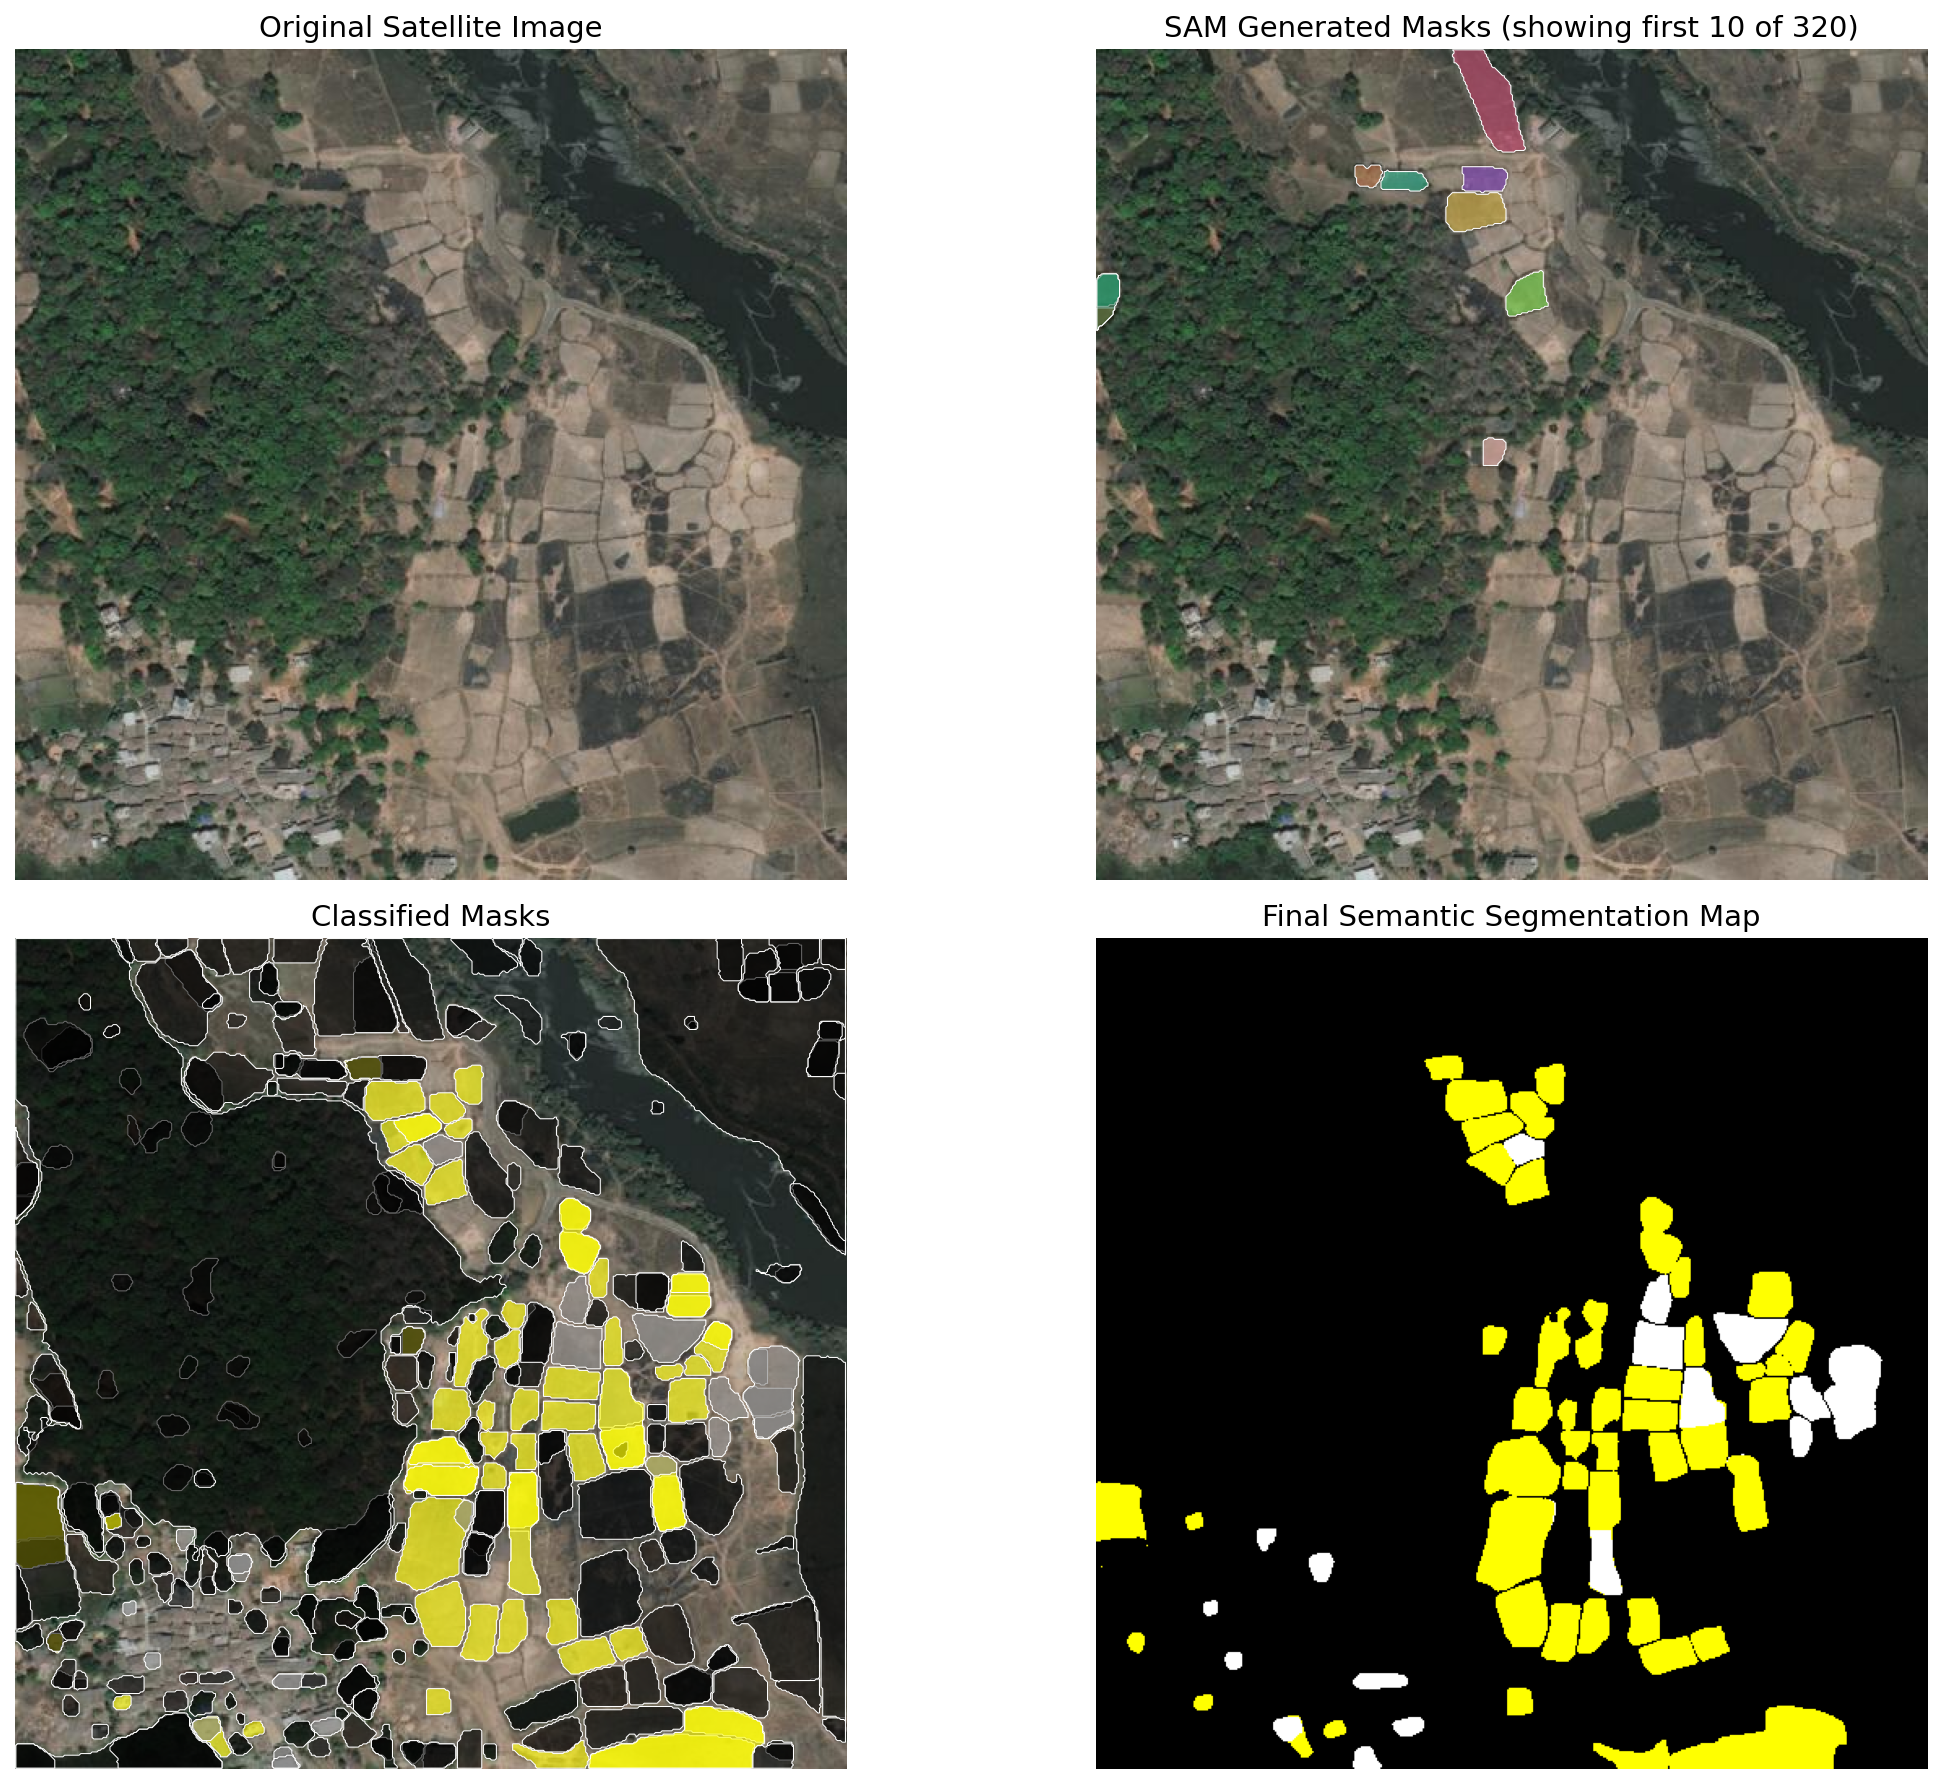 Original Satellite Image
SAM Generated Masks (showing first 10 of 320)
Classified Masks
Final Semantic Segmentation Map